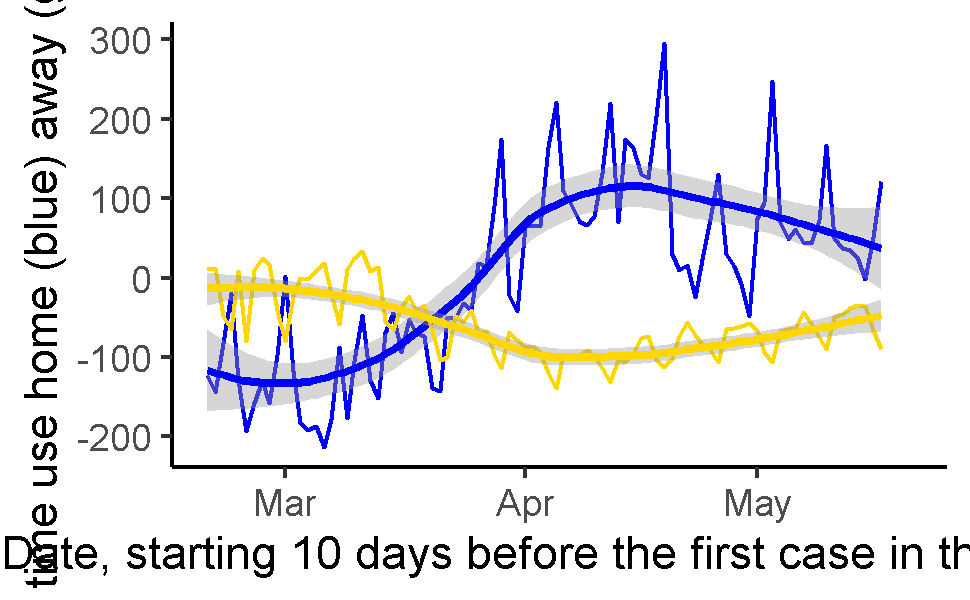 time use home (blue) away (
300
200
100
0
-100
-200
Mar Apr May
Date, starting 10 days before the first case in th